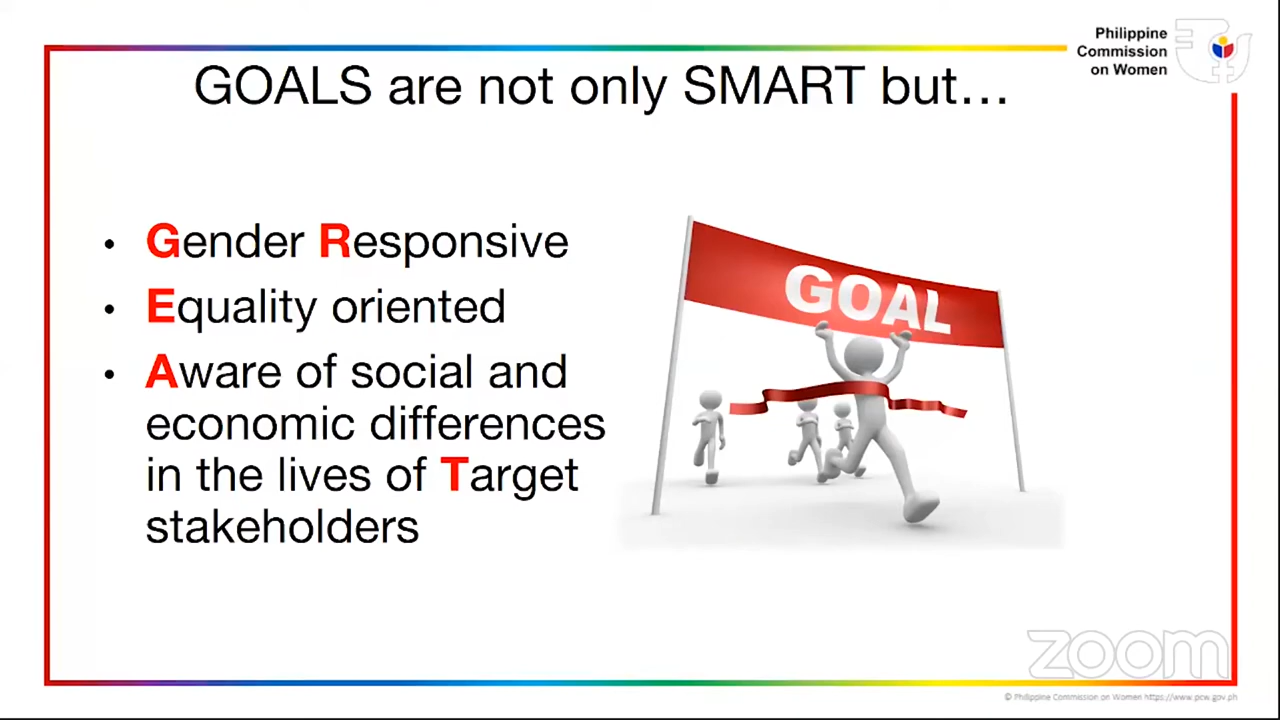 Philippine
Commission
on Women
GOALS are not only SMART but…
• Gender Responsive
• Equality oriented
• Aware of social and
economic differences
in the lives of Target
stakeholders
GOAL
zoom
© Philippine Commission on Women https://www.pcw.gov.ph